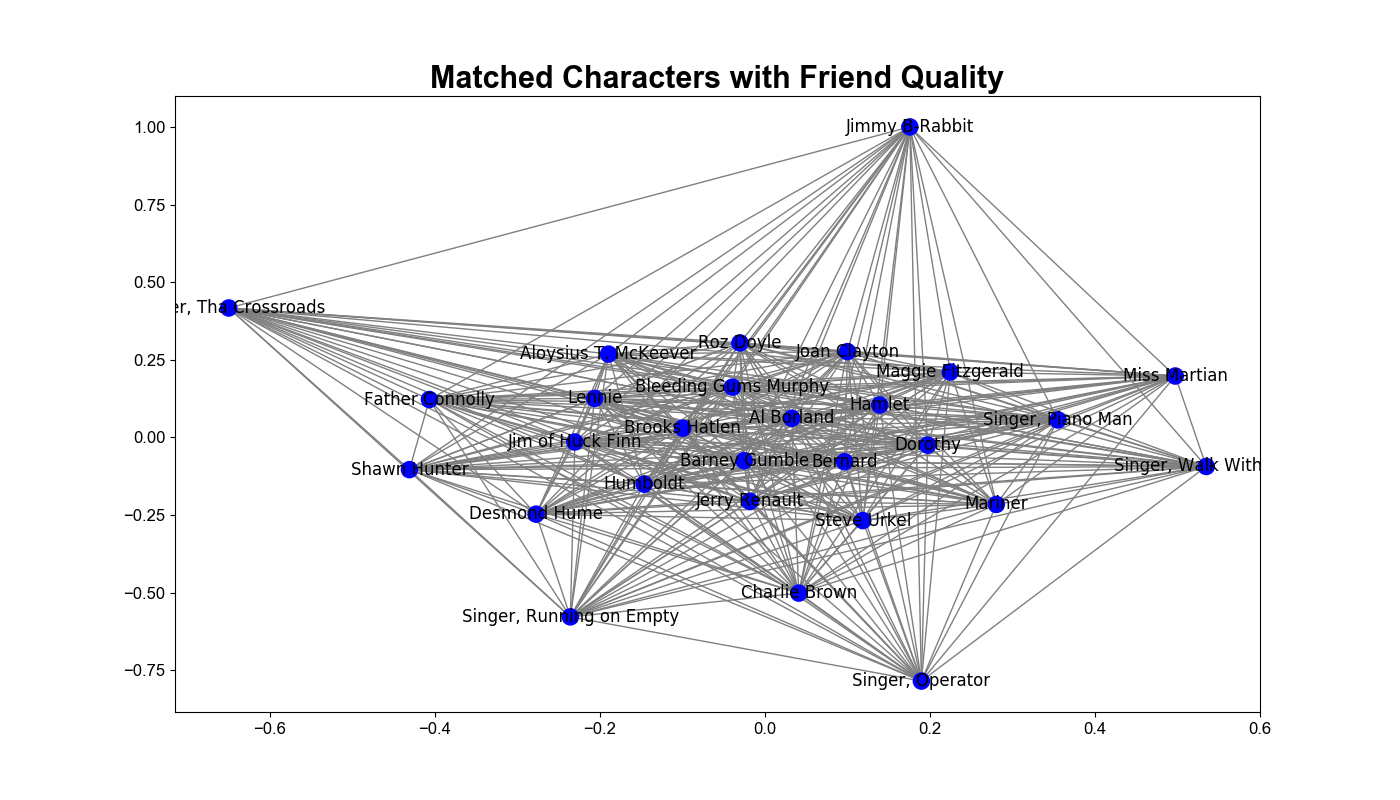 Matched Characters with Friend Quality
1.00
0.75
0.50
0.25
0.00
−0.25
−0.50
−0.75
Jimmy B Rabbit
er, Tha Crossroads
Roz Doyle
Aloysius T. McKeever
Joan Clayton
Maggie Fitzgerald
Miss Martian
Bleeding Gums Murphy
Father Connolly
Lennie
Hamlet
Al Borland
Singer, Piano Man
Brooks Hatlen
Jim of Huck Finn
Dorothy
Barney Gumble
Bernard
Singer, Walk With
Shawn Hunter
Humboldt
Jerry Renault
Mariner
Desmond Hume
Steve Urkel
Charlie Brown
Singer, Running on Empty
Singer, Operator
−0.6
−0.4
−0.2
0.0
0.2
0.4
0.6